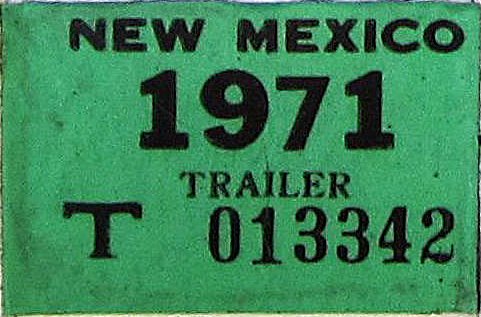 NEW MEXICO
1971
TRAILER
T 013342